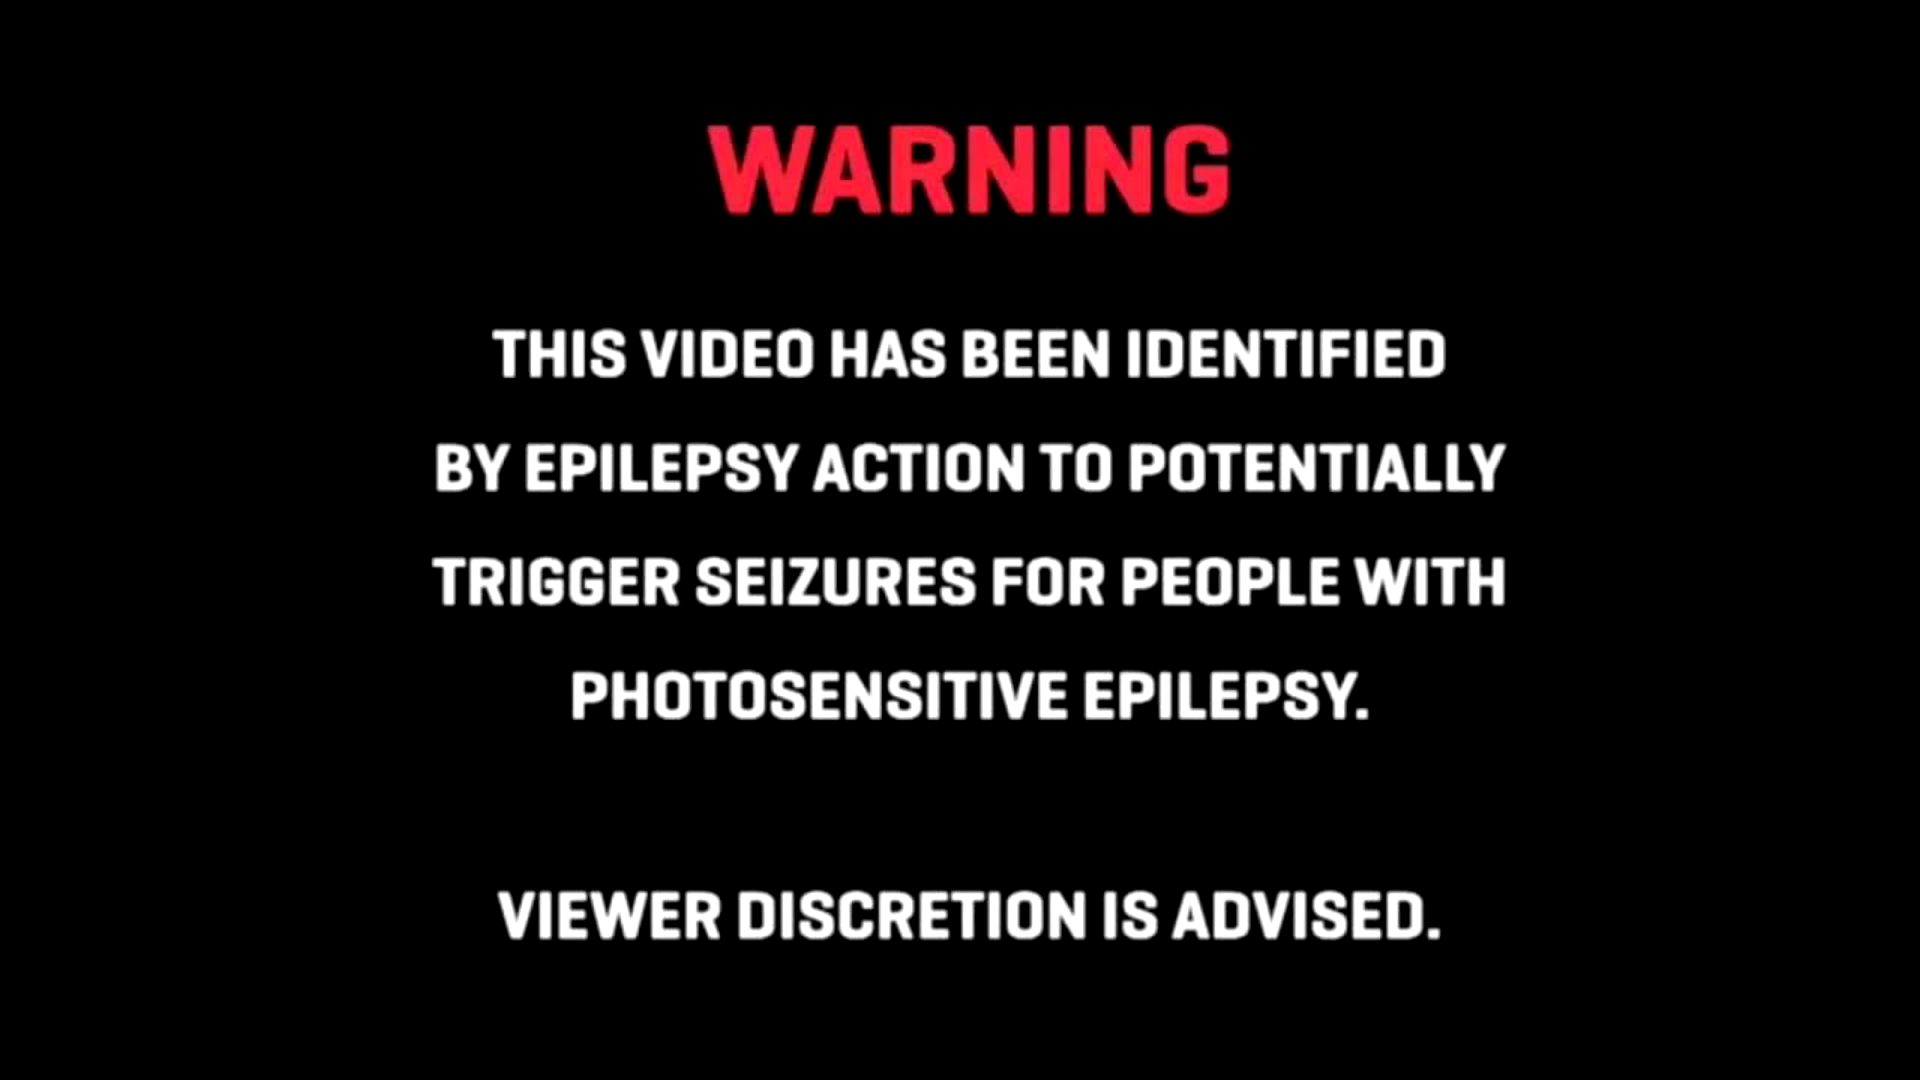 WARNING
THIS VIDEO HAS BEEN IDENTIFIED
BY EPILEPSY ACTION TO POTENTIALLY
TRIGGER SEIZURES FOR PEOPLE WITH
PHOTOSENSITIVE EPILEPSY.
VIEWER DISCRETION IS ADVISED.